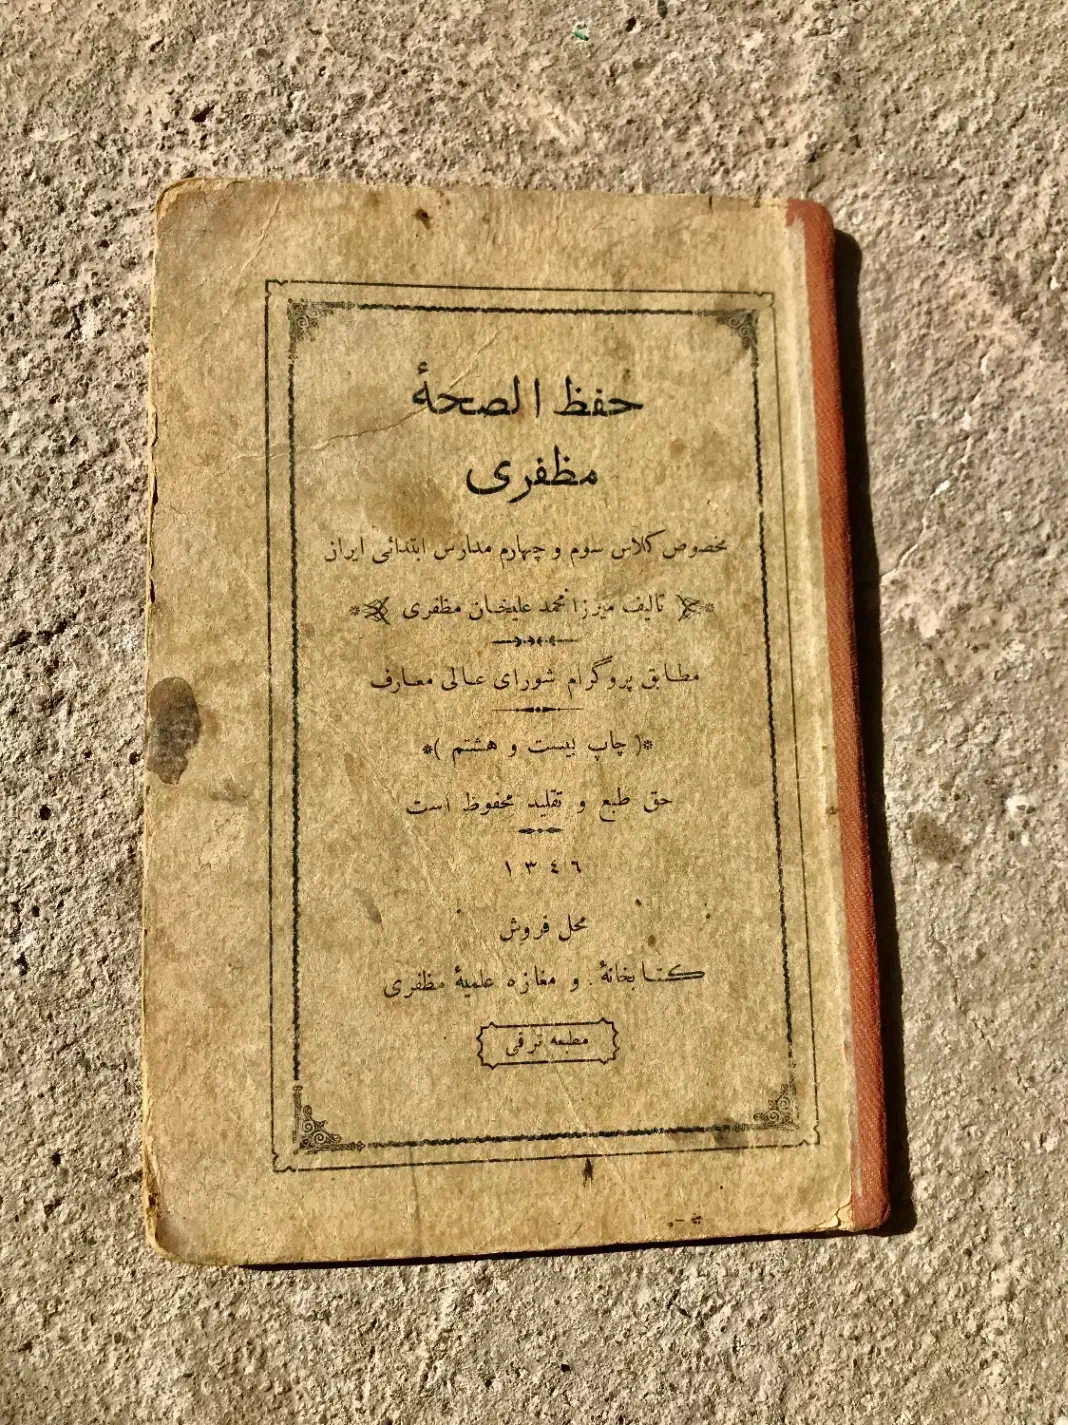 حفظ الصحهٔ
مظفری
مخصوص کلاس سوم و چهارم مدارس ابتدائی ایران
تالیف میرزا محمد علیخان مظفری
مطابق پروگرام شورای عالی معارف
*( چاپ بیست و هشتم )*
حق طبع و تقلید محفوظ است
١٣٤٦
محل فروش
کتابخانهٔ و مغازه علمیهٔ مظفری
مطبعه ترقی